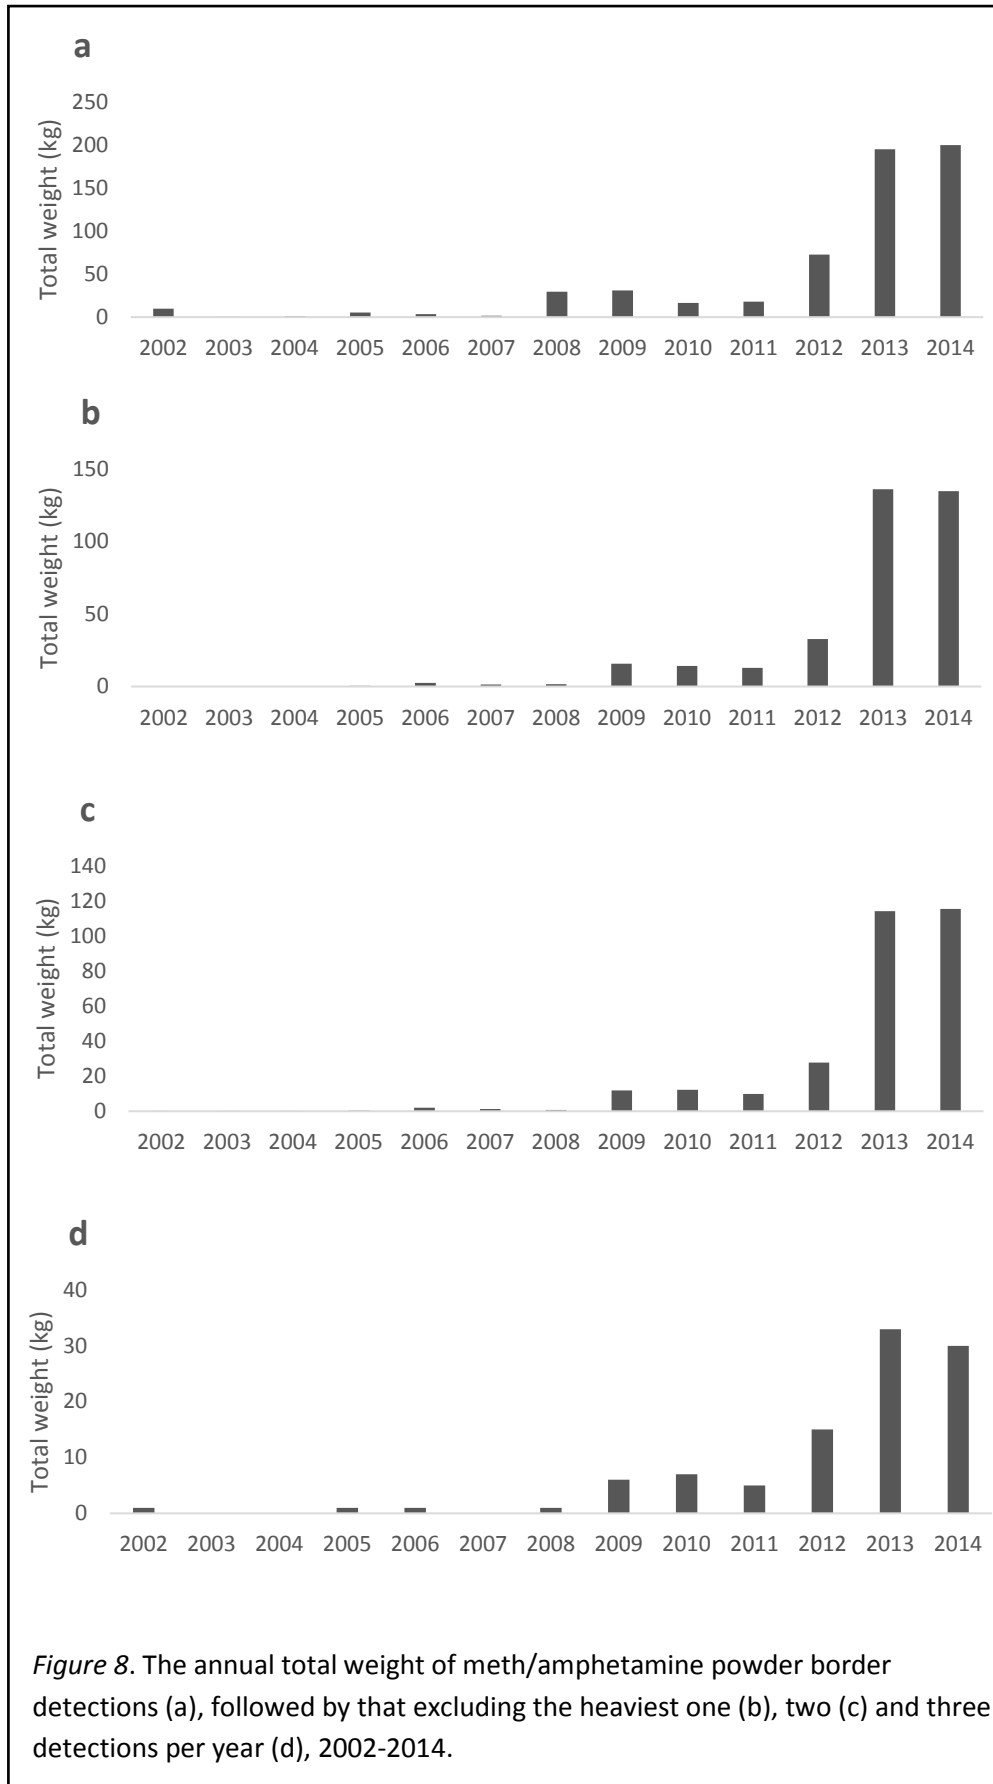 a
Total weight (kg)
250
200
150
100
50
0
2002 2003 2004 2005 2006 2007 2008 2009 2010 2011 2012 2013 2014
b
Total weight (kg)
150
100
50
0
2002 2003 2004 2005 2006 2007 2008 2009 2010 2011 2012 2013 2014
c
Total weight (kg)
140
120
100
80
60
40
20
0
2002 2003 2004 2005 2006 2007 2008 2009 2010 2011 2012 2013 2014
d
Total weight (kg)
40
30
20
10
0
2002 2003 2004 2005 2006 2007 2008 2009 2010 2011 2012 2013 2014
Figure 8. The annual total weight of meth/amphetamine powder border
detections (a), followed by that excluding the heaviest one (b), two (c) and three
detections per year (d), 2002-2014.